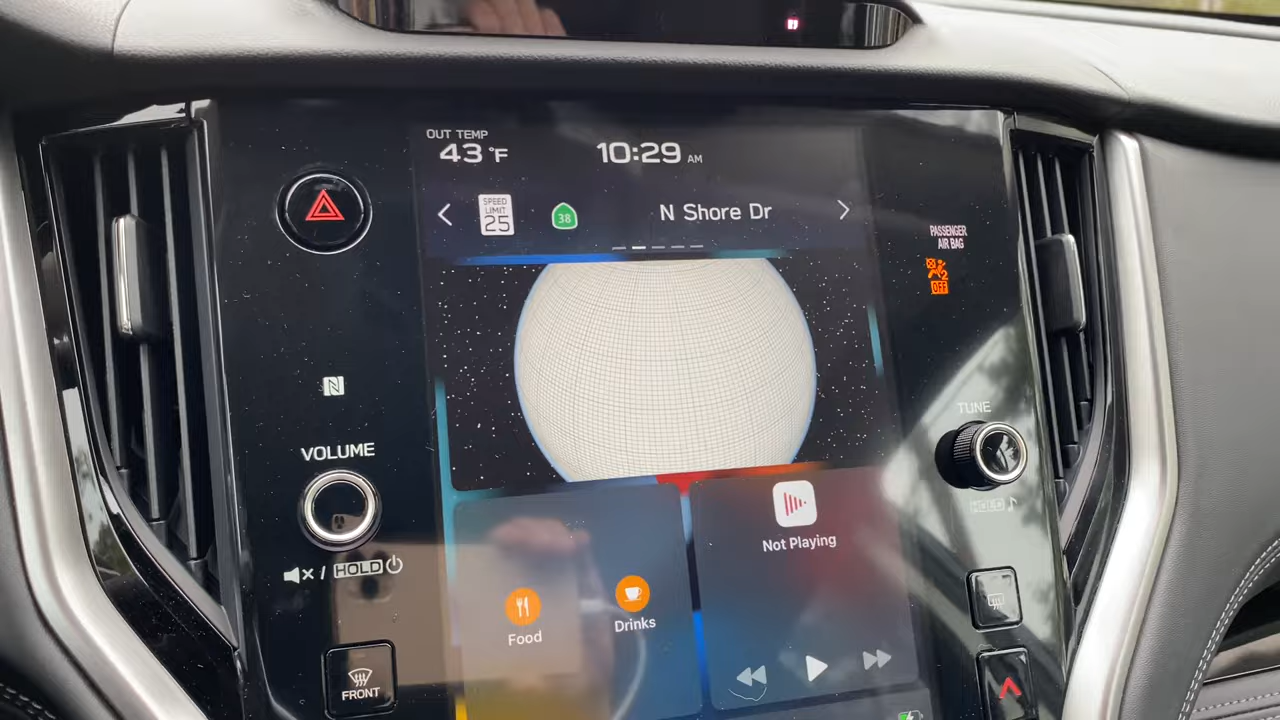 OUT TEMP
43 °F
10:29 AM
SPEED
LIMIT
25
38
N Shore Dr
PASSENGER
AIR BAG
2
OFF
N
VOLUME
TUNE
Not Playing
/ HOLD
Food
Drinks
FRONT